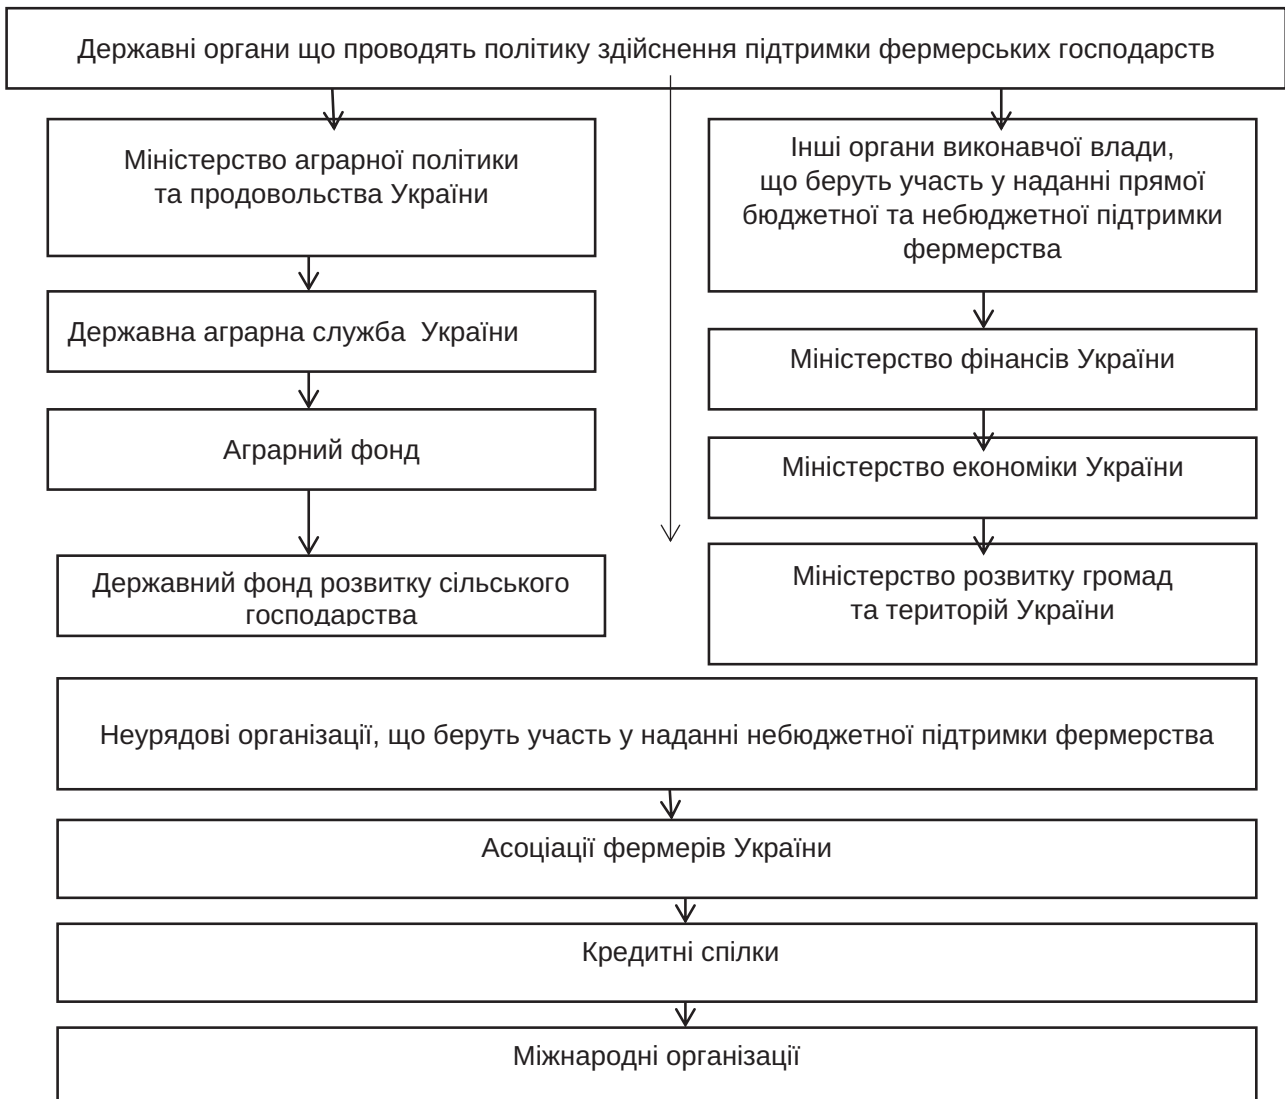 Державні органи що проводять політику здійснення підтримки фермерських господарств
Міністерство аграрної політики
та продовольства України
Державна аграрна служба  України
Аграрний фонд
Державний фонд розвитку сільського
господарства
Інші органи виконавчої влади,
що беруть участь у наданні прямої
бюджетної та небюджетної підтримки
фермерства
Міністерство фінансів України
Міністерство економіки України
Міністерство розвитку громад
та територій України
Неурядові організації, що беруть участь у наданні небюджетної підтримки фермерства
Асоціації фермерів України
Кредитні спілки
Міжнародні організації